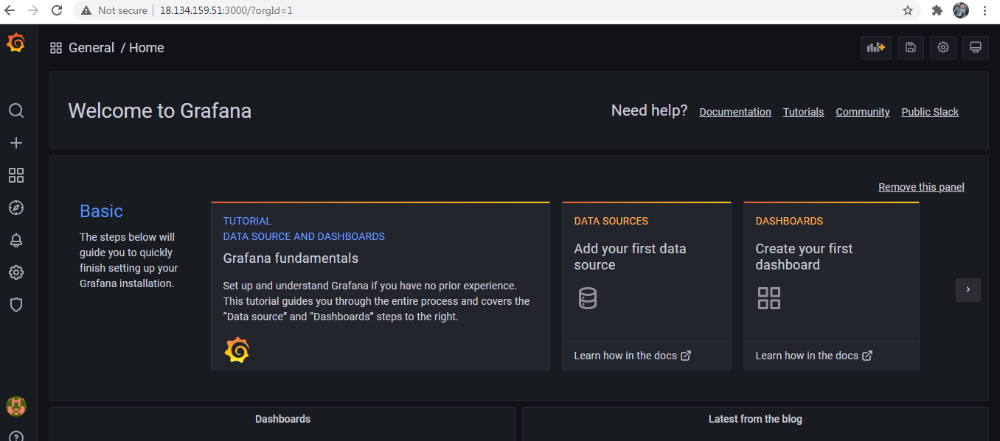 Not secure
18.134.159.51:3000/?orgId=1
General / Home
Welcome to Grafana
Need help? Documentation Tutorials Community Public Slack
Remove this panel
Basic
The steps below will
guide you to quickly
finish setting up your
Grafana installation.
TUTORIAL
DATA SOURCE AND DASHBOARDS
Grafana fundamentals
Set up and understand Grafana if you have no prior experience.
This tutorial guides you through the entire process and covers the
“Data source” and “Dashboards” steps to the right.
DATA SOURCES
Add your first data
source
Learn how in the docs
DASHBOARDS
Create your first
dashboard
Learn how in the docs
Dashboards
Latest from the blog